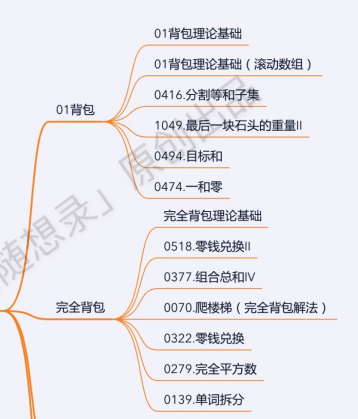 01背包
01背包理论基础
01背包理论基础（滚动数组）
0416.分割等和子集
1049.最后一块石头的重量II
0494.目标和
0474.一和零
完全背包
完全背包理论基础
0518.零钱兑换II
0377.组合总和IV
0070.爬楼梯（完全背包解法）
0322.零钱兑换
0279.完全平方数
0139.单词拆分
随想录」原创出品